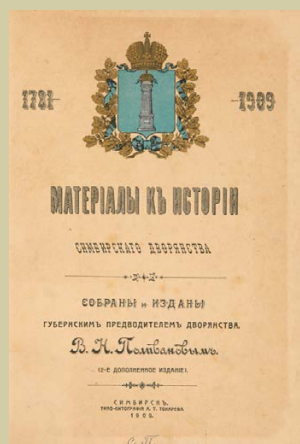 1781 1909
МАТЕРІАЛЫ КЪ ИСТОРІИ
СИМБИРСКАГО ДВОРЯНСТВА
СОБРАНЫ и ИЗДАНЫ
ГУБЕРНСКИМЪ ПРЕДВОДИТЕЛЕМЪ ДВОРЯНСТВА,
В. Н. Поливановымъ.
(2-Е ДОПОЛНЕННОЕ ИЗДАНІЕ).
СИМБИРСКЪ.
ТИПО-ЛИТОГРАФІЯ А. Т. ТОКАРЕВА
1909.